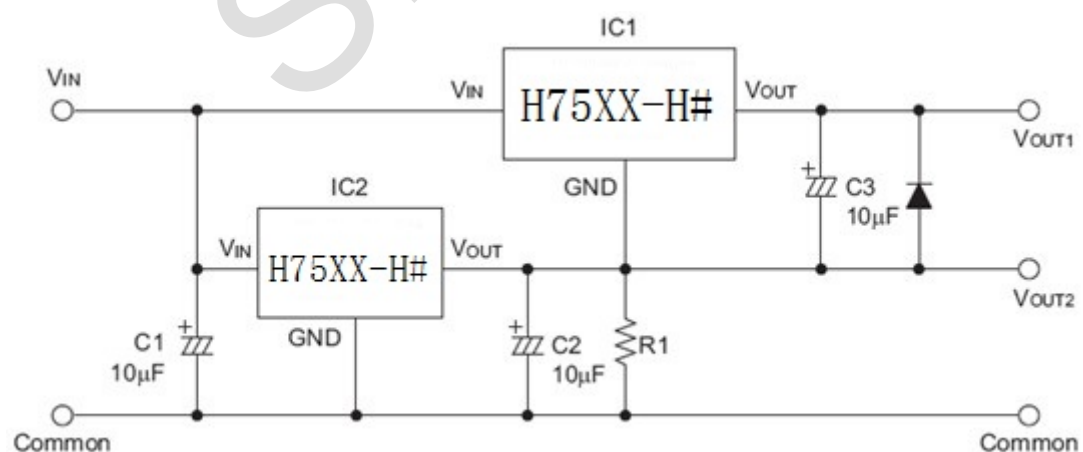 IC1
VIN
VIN
H75XX-H#
VOUT
VOUT1
GND
C3
10μF
IC2
VIN
H75XX-H#
VOUT
VOUT2
GND
C1
10μF
C2
10μF
R1
Common
Common